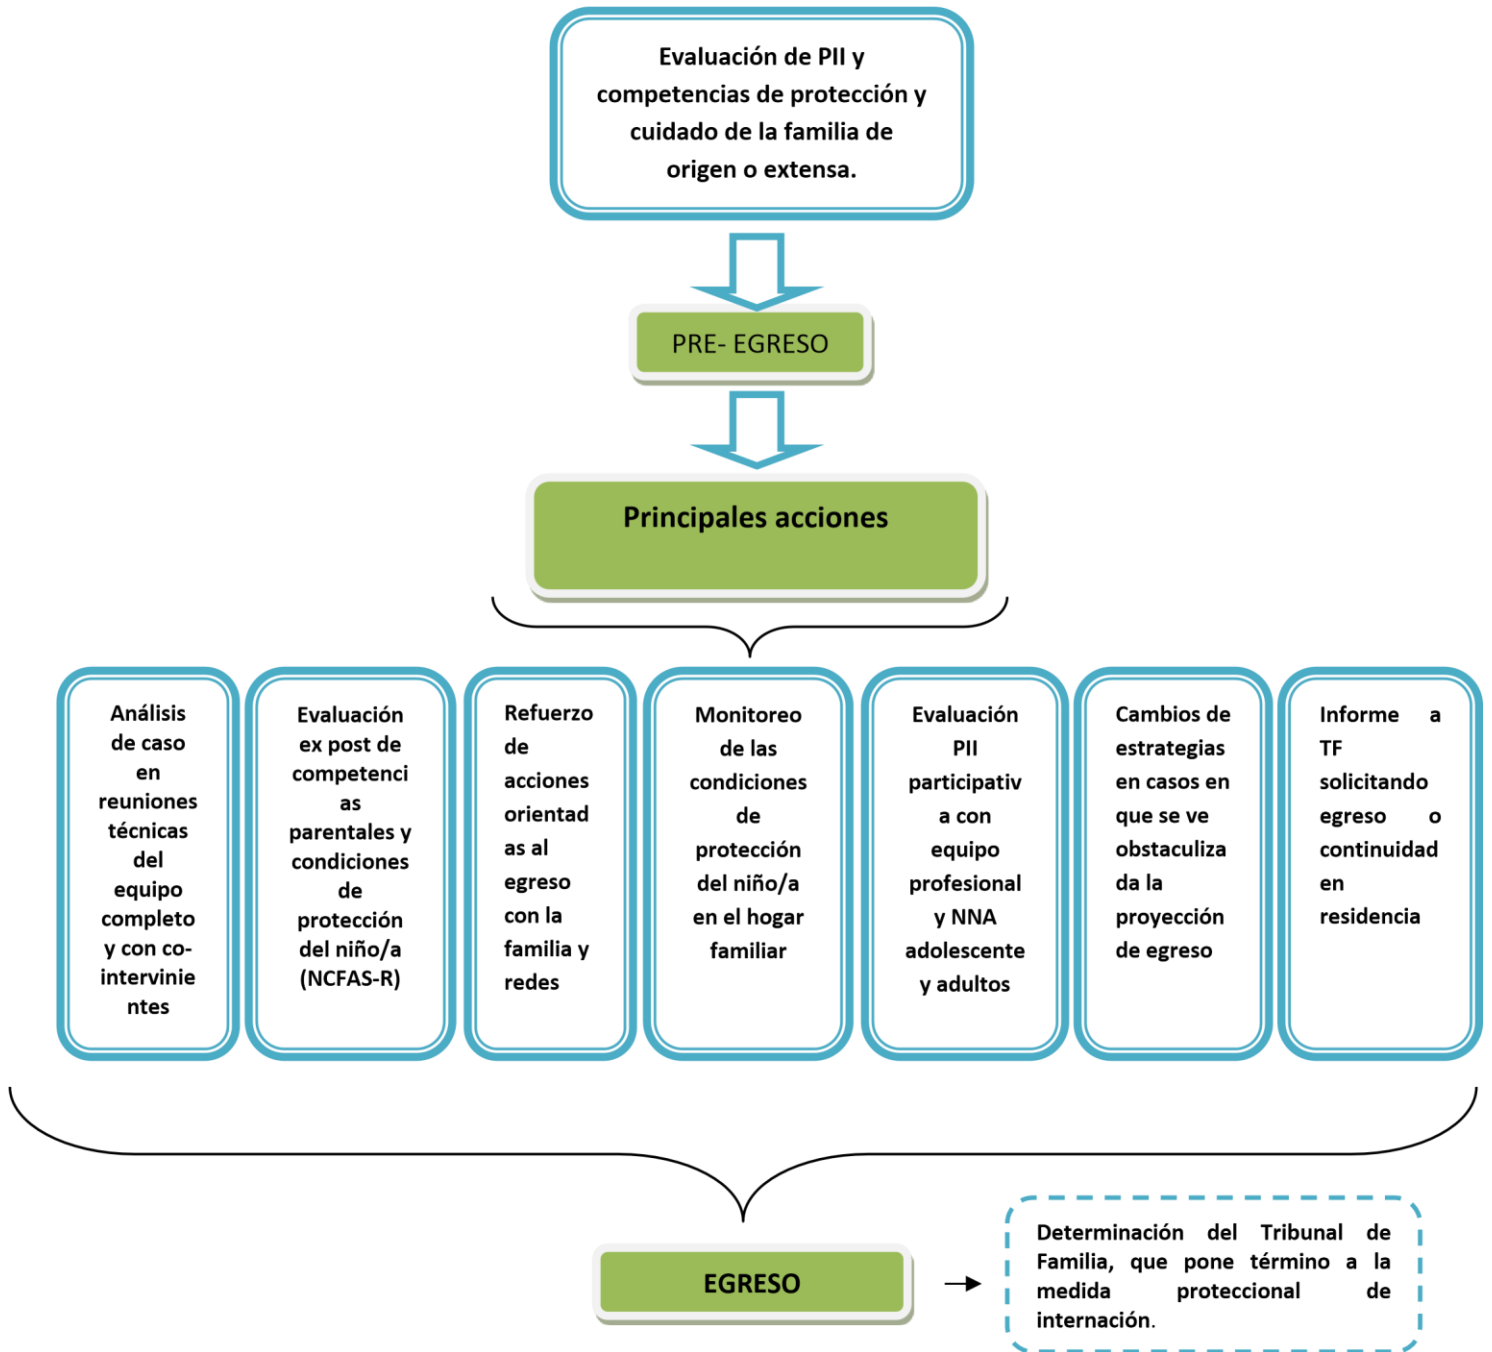 Evaluación de PII y
competencias de protección y
cuidado de la familia de
origen o extensa.
PRE- EGRESO
Principales acciones
Análisis
de caso
en
reuniones
técnicas
del
equipo
completo
y con co-
intervinie
ntes
Evaluación
ex post de
competenci
as
parentales y
condiciones
de
protección
del niño/a
(NCFAS-R)
Refuerzo
de
acciones
orientad
as al
egreso
con la
familia y
redes
Monitoreo
de las
condiciones
de
protección
del niño/a
en el hogar
familiar
Evaluación
PII
participativ
a con
equipo
profesional
y NNA
adolescente
y adultos
Cambios de
estrategias
en casos en
que se ve
obstaculiza
da la
proyección
de egreso
Informe a
TF
solicitando
egreso o
continuidad
en
residencia
EGRESO
Determinación del Tribunal de
Familia, que pone término a la
medida proteccional de
internación.